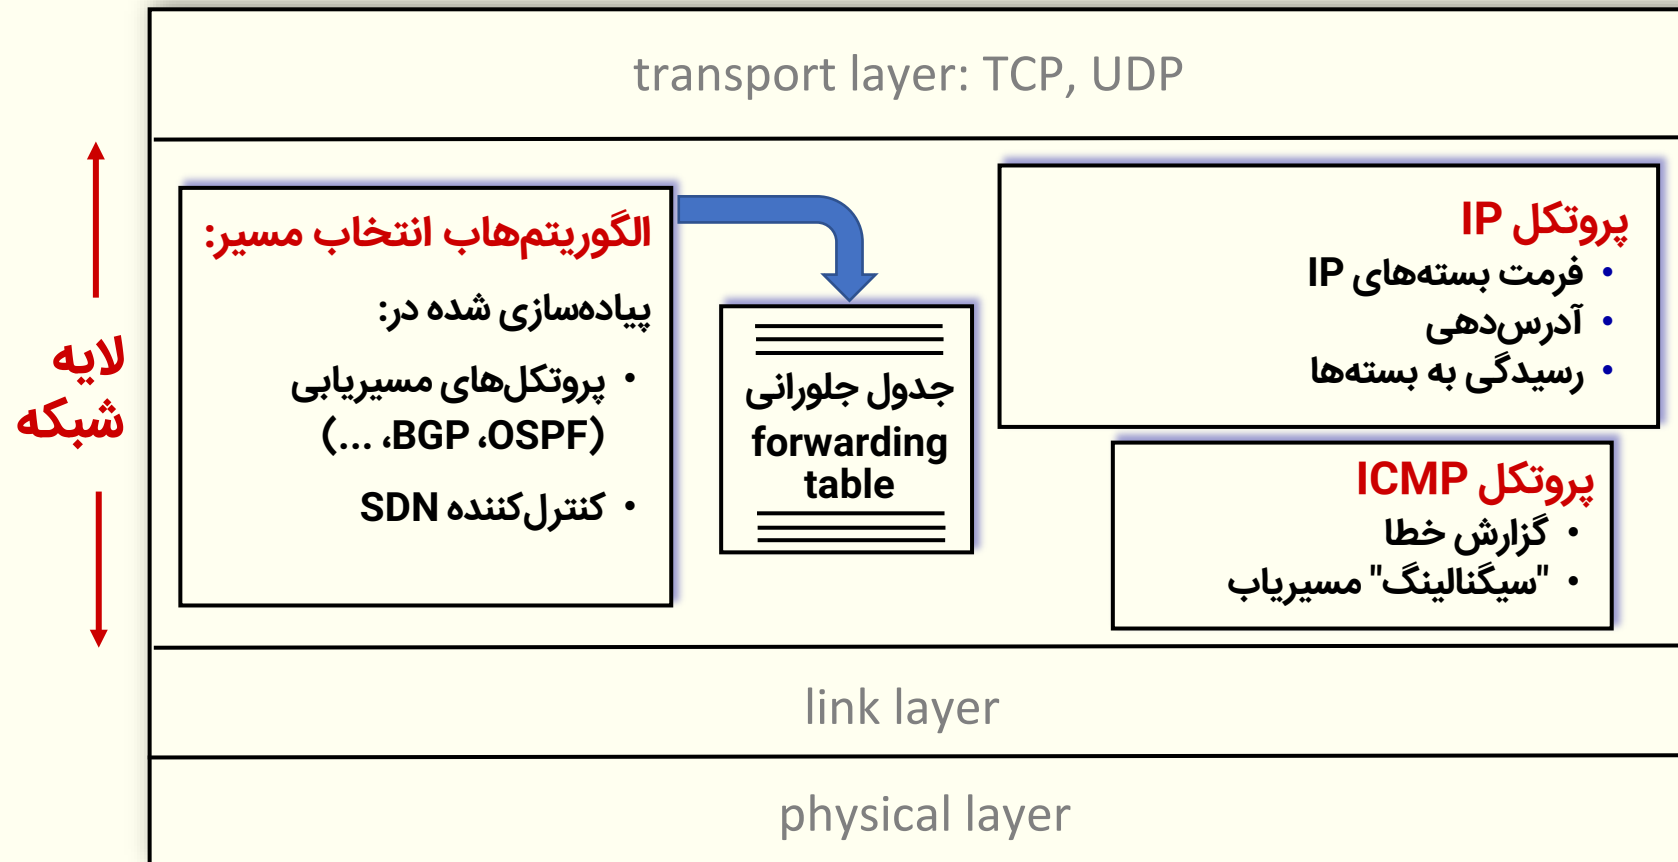 transport layer: TCP, UDP
لایه
شبکه
پروتکل IP
• فرمت بسته‌های IP
• آدرس‌دهی
• رسیدگی به بسته‌ها
الگوریتم‌هاب انتخاب مسیر:
پیاده‌سازی شده در:
• پروتکل‌های مسیریابی
(OSPF، BGP، ...)
• کنترل‌کننده SDN
جدول جلورانی
forwarding
table
پروتکل ICMP
• گزارش خطا
• "سیگنالینگ" مسیریاب
link layer
physical layer